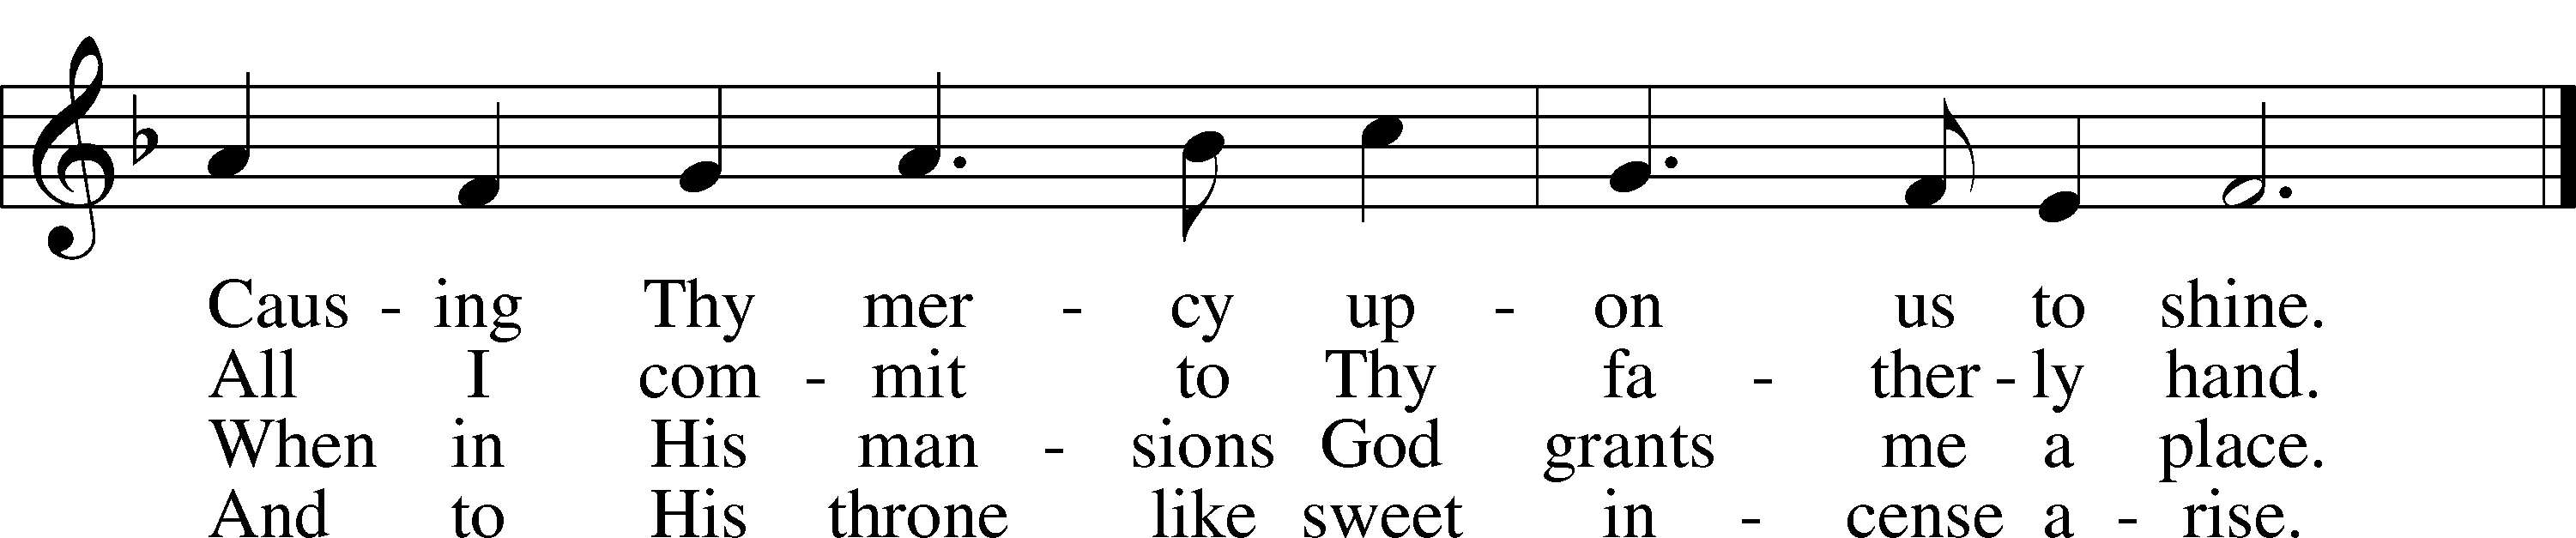 Caus - ing Thy mer - cy up - on us to shine.
All I com - mit to Thy fa - ther - ly hand.
When in His man - sions God grants me a place.
And to His throne like sweet in - cense a - rise.